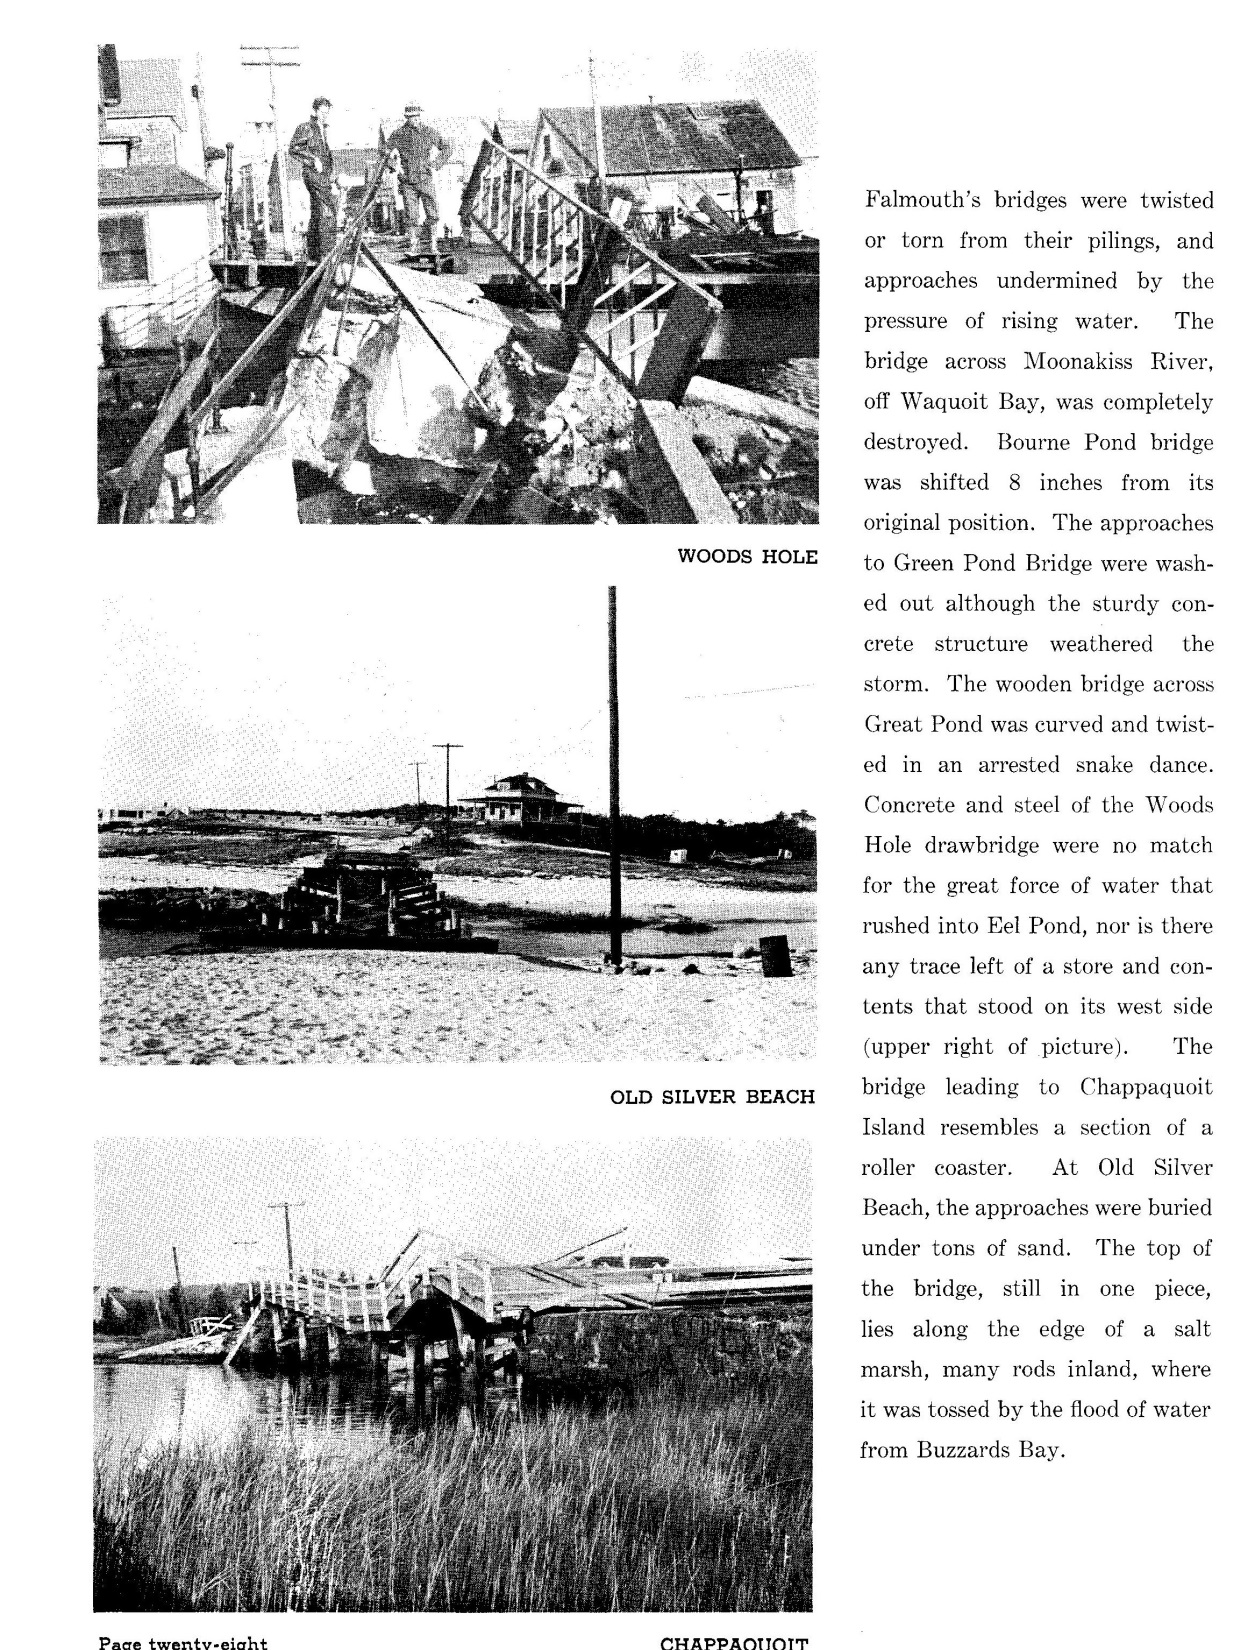 WOODS HOLE
OLD SILVER BEACH
CHAPPAQUOIT
Falmouth's bridges were twisted
or torn from their pilings, and
approaches undermined by the
pressure of rising water. The
bridge across Moonakiss River,
off Waquoit Bay, was completely
destroyed. Bourne Pond bridge
was shifted 8 inches from its
original position. The approaches
to Green Pond Bridge were wash-
ed out although the sturdy con-
crete structure weathered the
storm. The wooden bridge across
Great Pond was curved and twist-
ed in an arrested snake dance.
Concrete and steel of the Woods
Hole drawbridge were no match
for the great force of water that
rushed into Eel Pond, nor is there
any trace left of a store and con-
tents that stood on its west side
(upper right of picture). The
bridge leading to Chappaquoit
Island resembles a section of a
roller coaster. At Old Silver
Beach, the approaches were buried
under tons of sand. The top of
the bridge, still in one piece,
lies along the edge of a salt
marsh, many rods inland, where
it was tossed by the flood of water
from Buzzards Bay.
Page twenty-eight